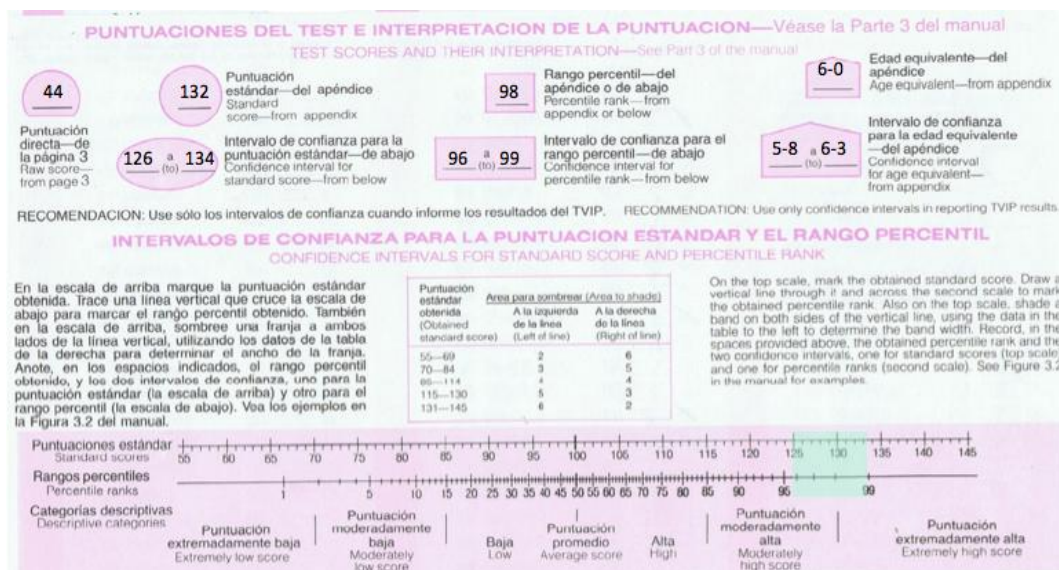 PUNTUACIONES DEL TEST E INTERPRETACION DE LA PUNTUACION—Véase la Parte 3 del manual
TEST SCORES AND THEIR INTERPRETATION—See Part 3 of the manual
44
Puntuación
directa—de
la página 3
Raw score—
from page 3
132
Puntuación
estándar—del apéndice
Standard
score—from appendix
126 a (to) 134
Intervalo de confianza para la
puntuación estándar—de abajo
Confidence interval for
standard score—from below
98
Rango percentil—del
apéndice o de abajo
Percentile rank—from
appendix or below
96 a (to) 99
Intervalo de confianza para el
rango percentil—de abajo
Confidence interval for
percentile rank—from below
6-0
Edad equivalente—del
apéndice
Age equivalent—from appendix
5-8 a (to) 6-3
Intervalo de confianza
para la edad equivalente
—del apéndice
Confidence interval
for age equivalent—
from appendix
RECOMENDACION: Use sólo los intervalos de confianza cuando informe los resultados del TVIP. RECOMMENDATION: Use only confidence intervals in reporting TVIP results.
INTERVALOS DE CONFIANZA PARA LA PUNTUACION ESTANDAR Y EL RANGO PERCENTIL
CONFIDENCE INTERVALS FOR STANDARD SCORE AND PERCENTILE RANK
En la escala de arriba marque la puntuación estándar
obtenida. Trace una línea vertical que cruce la escala de
abajo para marcar el rango percentil obtenido. También
en la escala de arriba, sombree una franja a ambos
lados de la línea vertical, utilizando los datos de la tabla
de la derecha para determinar el ancho de la franja.
Anote, en los espacios indicados, el rango percentil
obtenido, y los dos intervalos de confianza, uno para la
puntuación estándar (la escala de arriba) y otro para el
rango percentil (la escala de abajo). Vea los ejemplos en
la Figura 3.2 del manual.
Puntuación
estándar
obtenida
(Obtained
standard score)
Area para sombrear (Area to shade)
A la izquierda
de la línea
(Left of line)
A la derecha
de la línea
(Right of line)
55—69 2 6
70—84 3 5
85—114 4 4
115—130 5 3
131—145 6 2
On the top scale, mark the obtained standard score. Draw a
vertical line through it and across the second scale to mark
the obtained percentile rank. Also on the top scale, shade a
band on both sides of the vertical line, using the data in the
table to the left to determine the band width. Record, in the
spaces provided above, the obtained percentile rank and the
two confidence intervals, one for standard scores (top scale)
and one for percentile ranks (second scale). See Figure 3.2
in the manual for examples.
Puntuaciones estándar
Standard scores
55 60 65 70 75 80 85 90 95 100 105 110 115 120 125 130 135 140 145
Rangos percentiles
Percentile ranks
1 5 10 15 20 25 30 35 40 45 50 55 60 65 70 75 80 85 90 95 99
Categorías descriptivas
Descriptive categories
Puntuación
extremadamente baja
Extremely low score
Puntuación
moderadamente
baja
Moderately
low score
Baja
Low
Puntuación
promedio
Average score
Alta
High
Puntuación
moderadamente
alta
Moderately
high score
Puntuación
extremadamente alta
Extremely high score